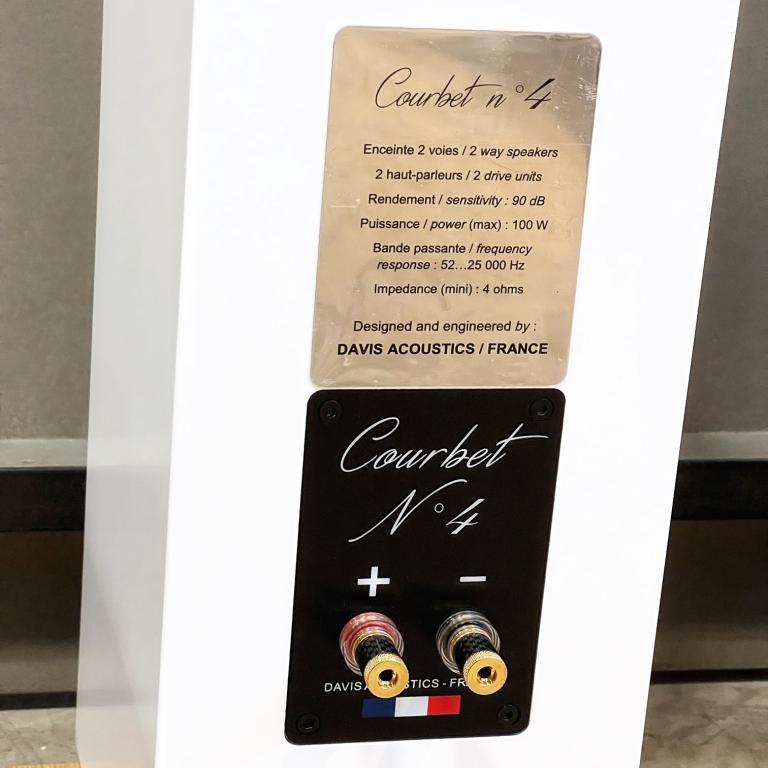 Courbet n°4
Enceinte 2 voies / 2 way speakers
2 haut-parleurs / 2 drive units
Rendement / sensitivity : 90 dB
Puissance / power (max) : 100 W
Bande passante / frequency
response : 52...25 000 Hz
Impedance (mini) : 4 ohms
Designed and engineered by :
DAVIS ACOUSTICS / FRANCE
Courbet
N°4
+ −
DAVIS